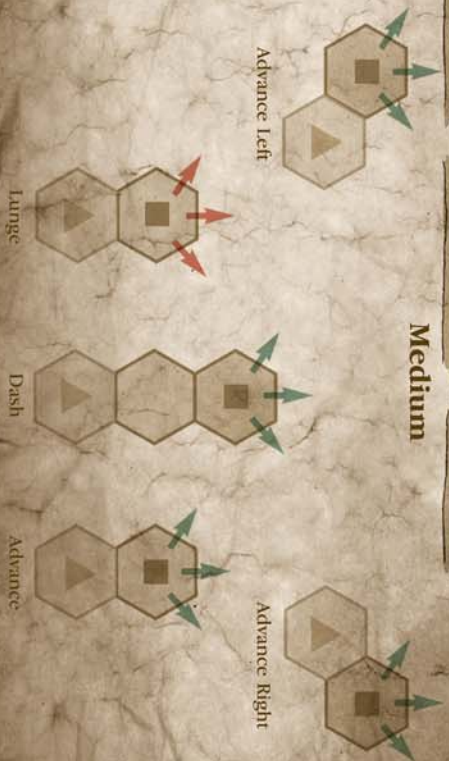 Medium
Advance Left
Advance Right
Lunge
Dash
Advance